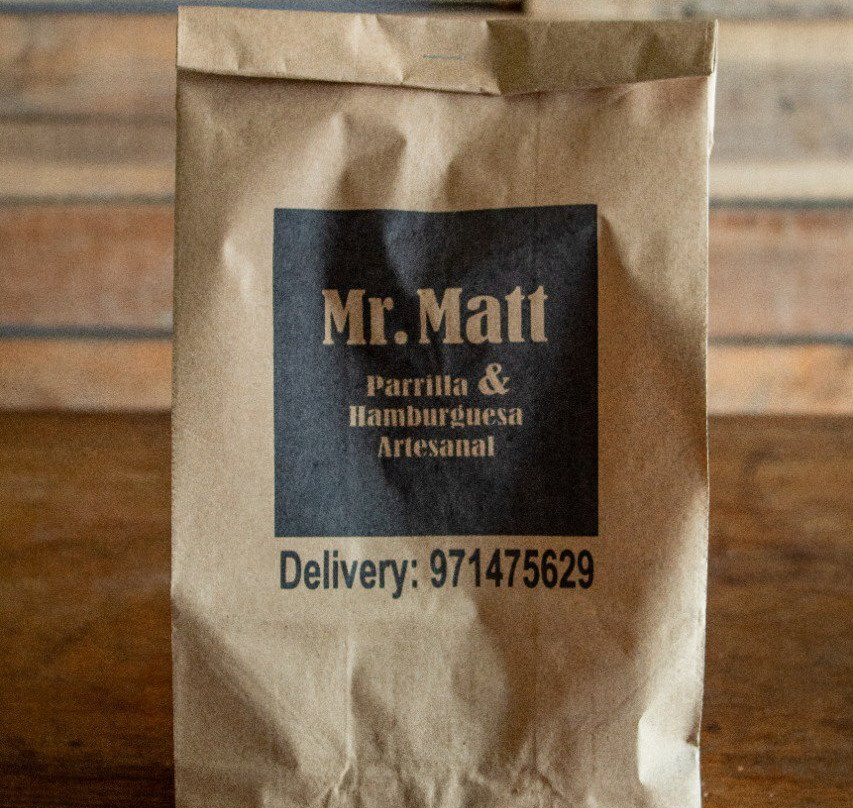 Mr. Matt
Parrilla &
Hamburguesa
Artesanal
Delivery: 971475629